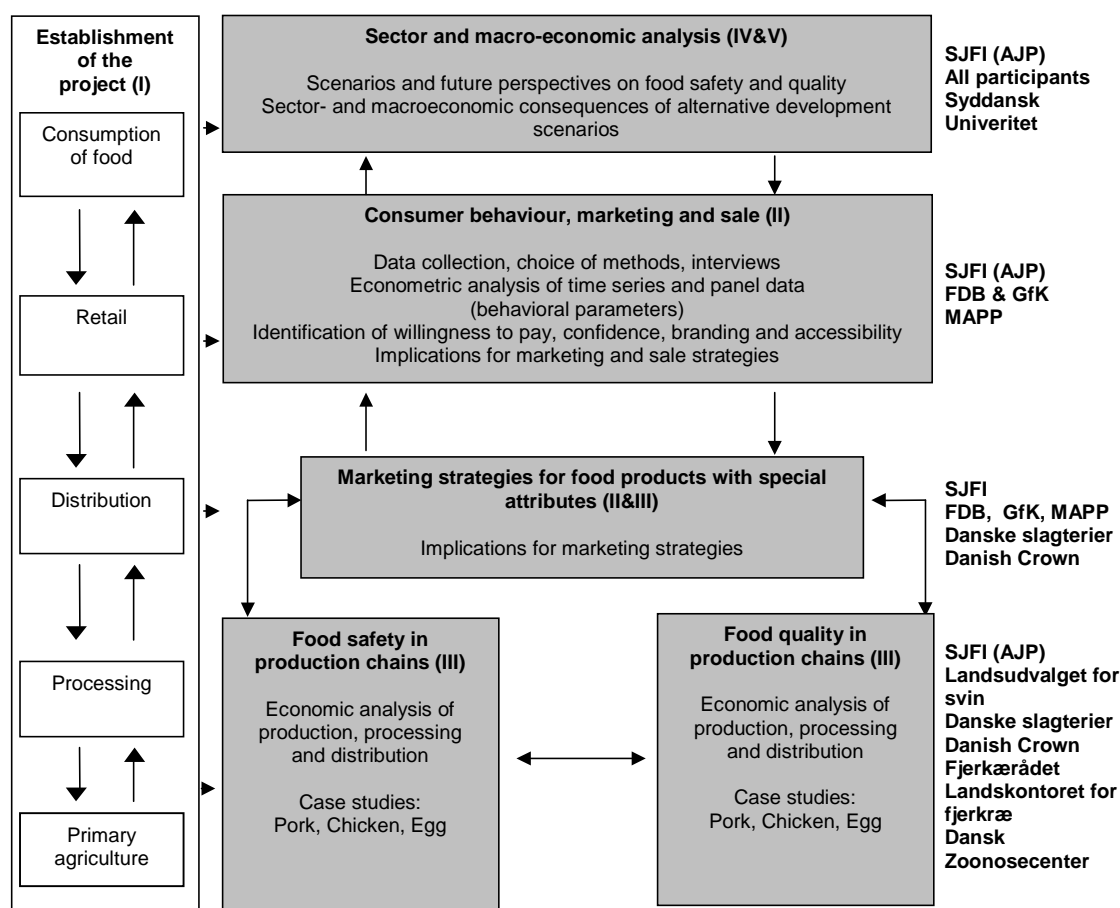 Establishment
of the
project (I)
Consumption
of food
Retail
Distribution
Processing
Primary
agriculture
Sector and macro-economic analysis (IV&V)
Scenarios and future perspectives on food safety and quality
Sector- and macroeconomic consequences of alternative development
scenarios
SJFI (AJP)
All participants
Syddansk
Univeritet
Consumer behaviour, marketing and sale (II)
Data collection, choice of methods, interviews
Econometric analysis of time series and panel data
(behavioral parameters)
Identification of willingness to pay, confidence, branding and accessibility
Implications for marketing and sale strategies
SJFI (AJP)
FDB & GfK
MAPP
Marketing strategies for food products with special
attributes (II&III)
Implications for marketing strategies
SJFI
FDB, GfK, MAPP
Danske slagterier
Danish Crown
Food safety in
production chains (III)
Economic analysis of
production, processing
and distribution
Case studies:
Pork, Chicken, Egg
Food quality in
production chains (III)
Economic analysis of
production, processing
and distribution
Case studies:
Pork, Chicken, Egg
SJFI (AJP)
Landsudvalget for
svin
Danske slagterier
Danish Crown
Fjerkærådet
Landskontoret for
fjerkræ
Dansk
Zoonosecenter